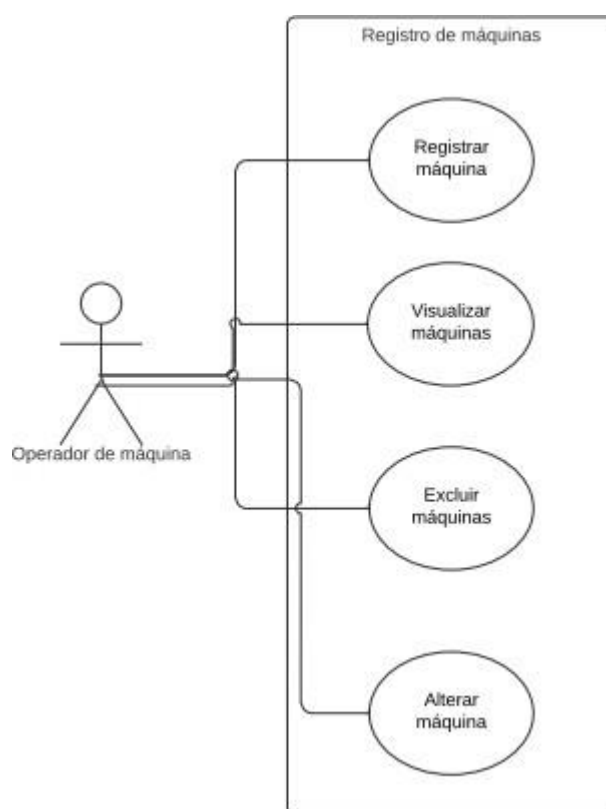 Registro de máquinas
Registrar
máquina
Visualizar
máquinas
Operador de máquina
Excluir
máquinas
Alterar
máquina